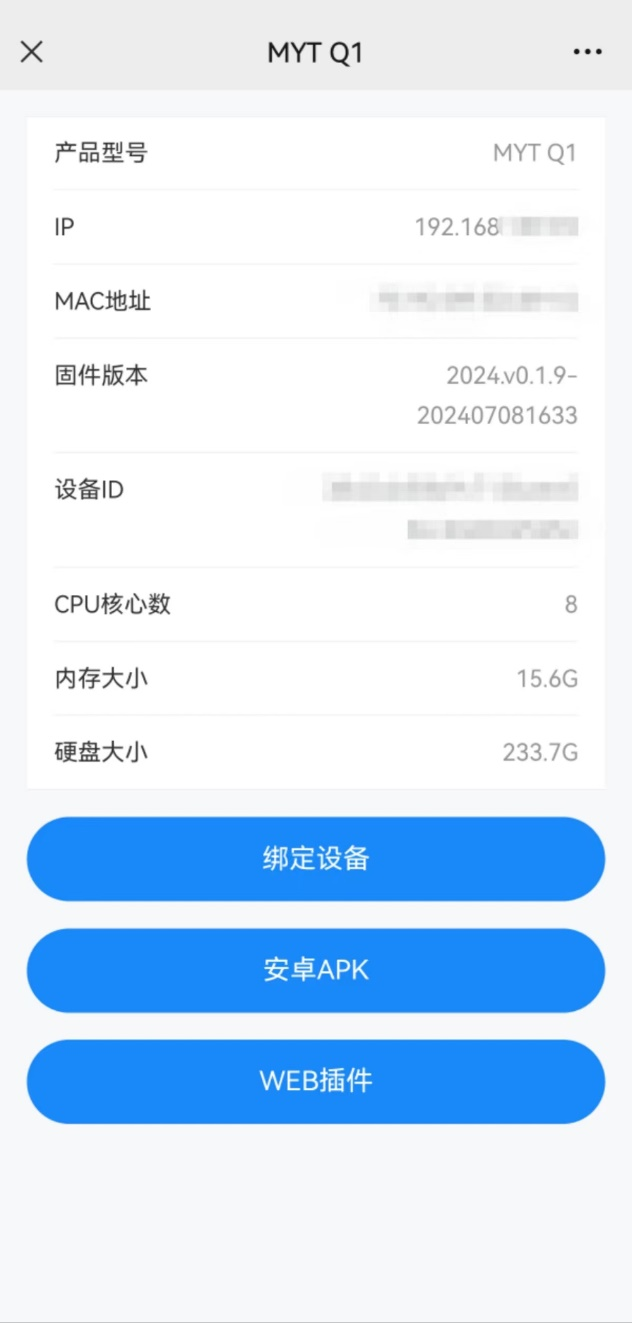 MYT Q1
产品型号 MYT Q1
IP 192.168
MAC地址
固件版本 2024.v0.1.9-
202407081633
设备ID
CPU核心数 8
内存大小 15.6G
硬盘大小 233.7G
绑定设备
安卓APK
WEB插件